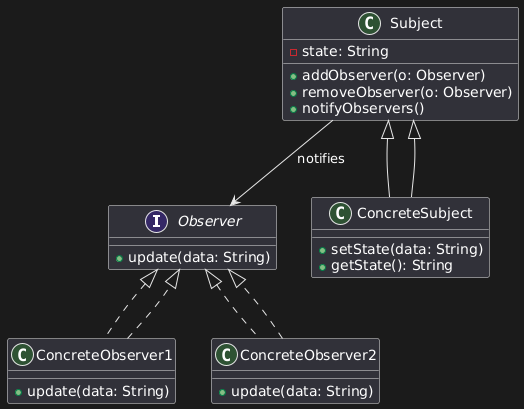 C Subject
state: String
addObserver(o: Observer)
removeObserver(o: Observer)
notifyObservers()
notifies
I Observer
update(data: String)
C ConcreteSubject
setState(data: String)
getState(): String
C ConcreteObserver1
update(data: String)
C ConcreteObserver2
update(data: String)